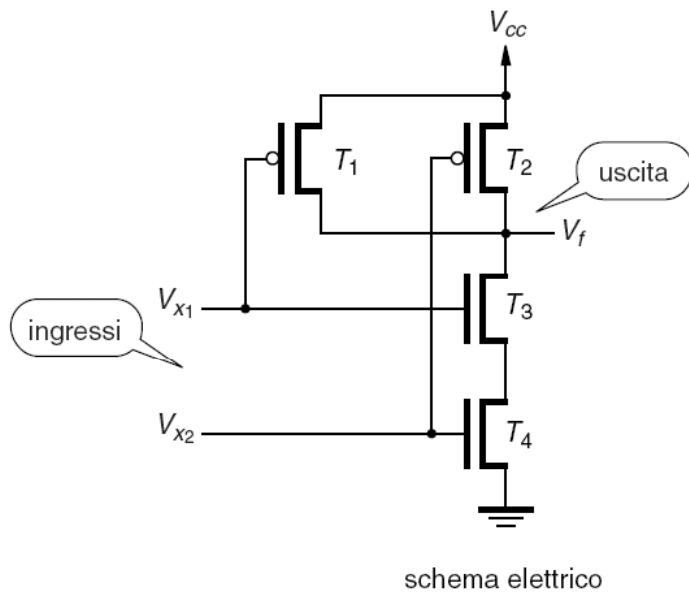 Vcc
T1
T2
uscita
Vf
Vx1
T3
ingressi
Vx2
T4
schema elettrico